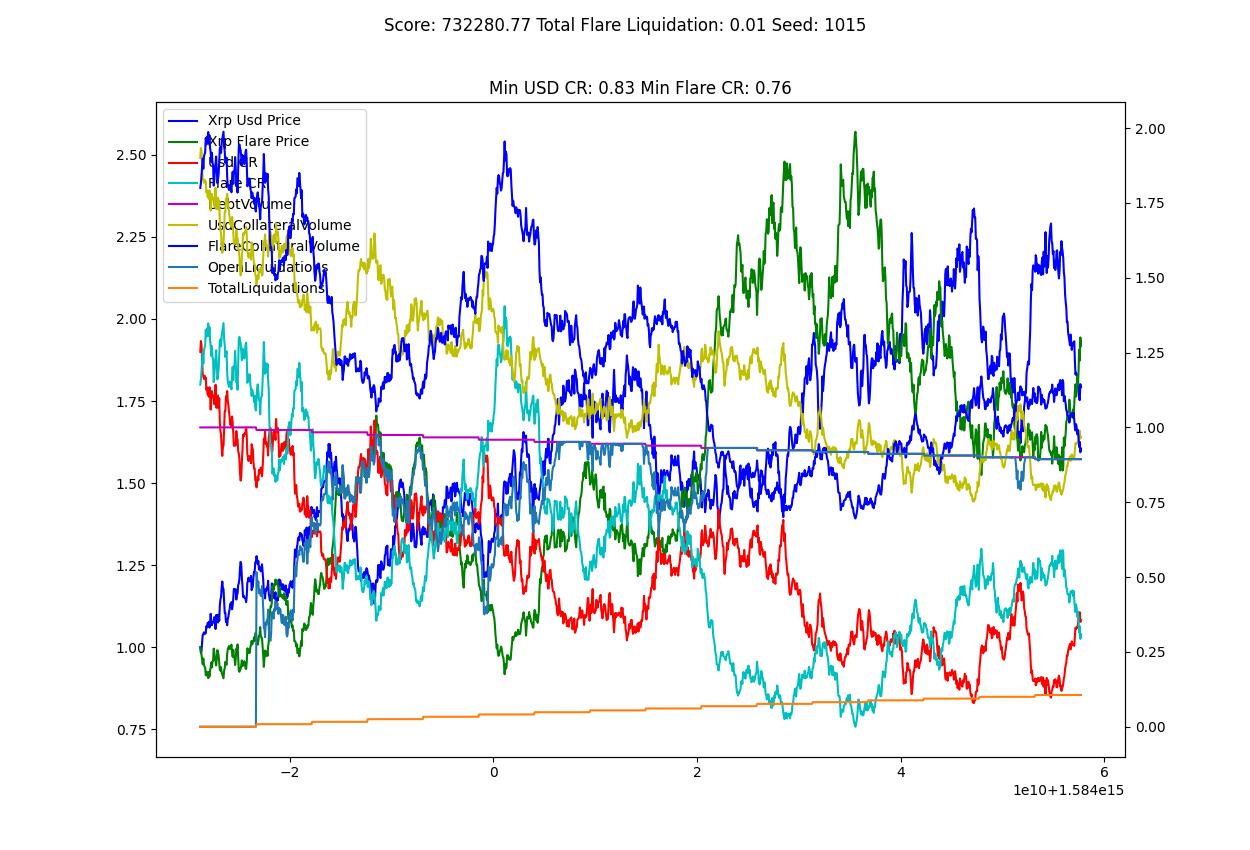 Score: 732280.77 Total Flare Liquidation: 0.01 Seed: 1015
Min USD CR: 0.83 Min Flare CR: 0.76
Xrp Usd Price
Xrp Flare Price
Usd CR
Flare CR
DebtVolume
UsdCollateralVolume
FlareCollateralVolume
OpenLiquidations
TotalLiquidations
2.50
2.25
2.00
1.75
1.50
1.25
1.00
0.75
2.00
1.75
1.50
1.25
1.00
0.75
0.50
0.25
0.00
−2 0 2 4 6
1e10+1.584e15